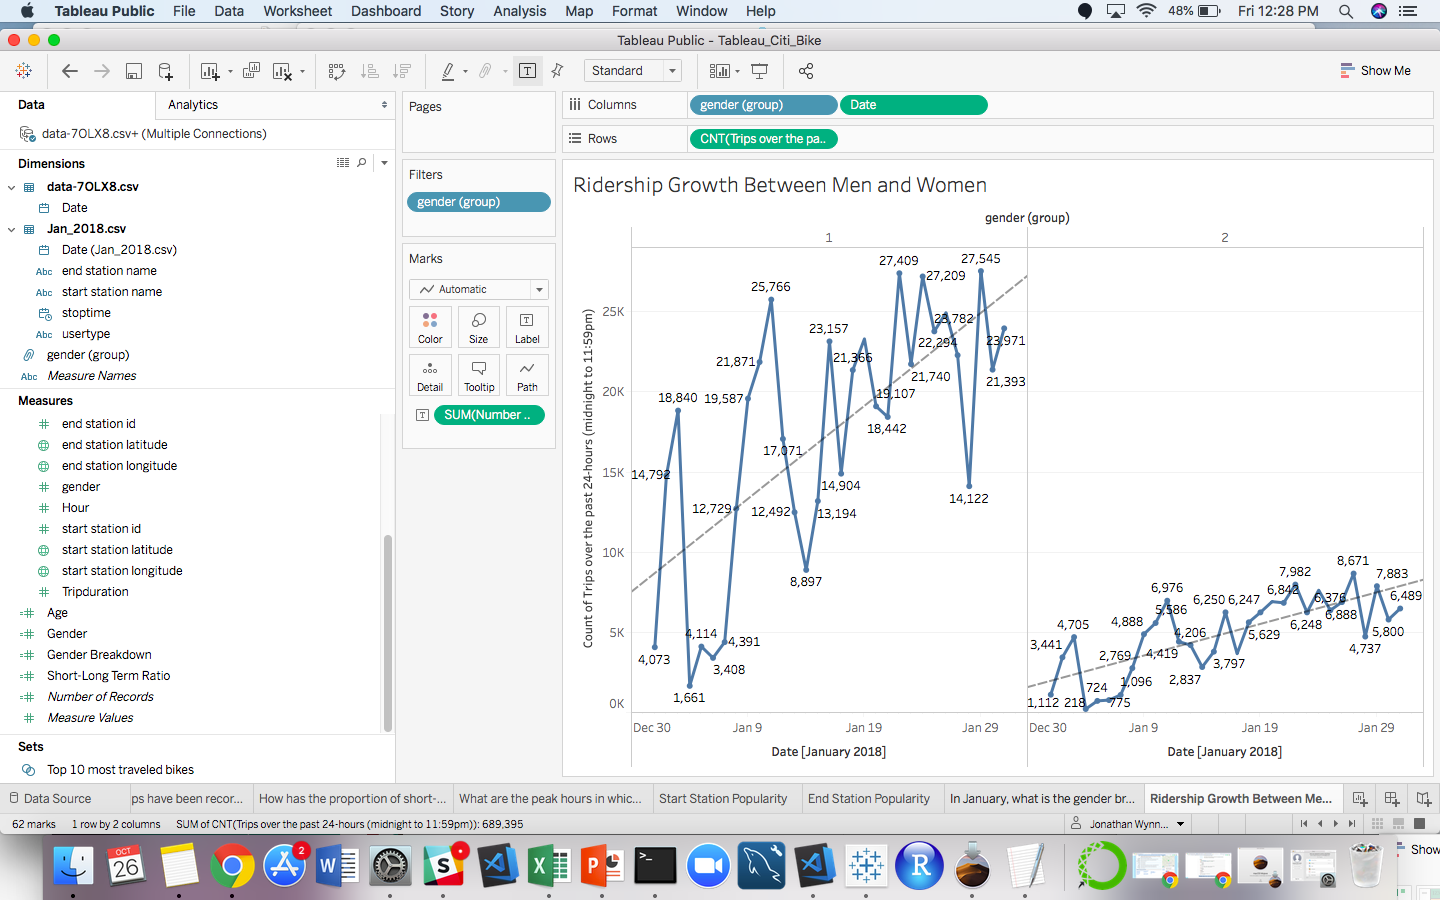 Tableau Public File Data Worksheet Dashboard Story Analysis Map Format Window Help 48% Fri 12:28 PM
Tableau Public - Tableau_Citi_Bike
Standard Show Me
Data Analytics
data-7OLX8.csv+ (Multiple Connections)
Dimensions
data-7OLX8.csv
Date
Jan_2018.csv
Date (Jan_2018.csv)
Abc end station name
Abc start station name
stoptime
Abc usertype
gender (group)
Abc Measure Names
Measures
end station id
end station latitude
end station longitude
gender
Hour
start station id
start station latitude
start station longitude
Tripduration
Age
Gender
Gender Breakdown
Short-Long Term Ratio
Number of Records
Measure Values
Sets
Top 10 most traveled bikes
Pages
Filters
gender (group)
Marks
Automatic
Color Size Label
Detail Tooltip Path
SUM(Number ..
Columns gender (group) Date
Rows CNT(Trips over the pa..
Ridership Growth Between Men and Women
gender (group)
1 2
Count of Trips over the past 24-hours (midnight to 11:59pm)
25K
20K
15K
10K
5K
0K
27,409 27,545
27,209
25,766
23,157 23,782
21,871 21,366 22,294 23,971
21,740 21,393
18,840 19,587 19,107
18,442
17,071
14,792 14,904 14,122
12,729 12,492 13,194
8,897
4,114 4,391
4,073 3,408
1,661
8,671
7,982 7,883
6,976 6,842 6,376 6,489
6,250 6,247
5,586 6,888
4,705 4,888 4,206 5,629 6,248 5,800
3,441 2,769 4,419 3,797 4,737
724 1,096 2,837
1,112 218 775
Dec 30 Jan 9 Jan 19 Jan 29 Dec 30 Jan 9 Jan 19 Jan 29
Date [January 2018] Date [January 2018]
Data Source ps have been recor... How has the proportion of short-... What are the peak hours in whic... Start Station Popularity End Station Popularity In January, what is the gender br... Ridership Growth Between Me...
62 marks 1 row by 2 columns SUM of CNT(Trips over the past 24-hours (midnight to 11:59pm)): 689,395 Jonathan Wynn...
OCT
26
2
Show